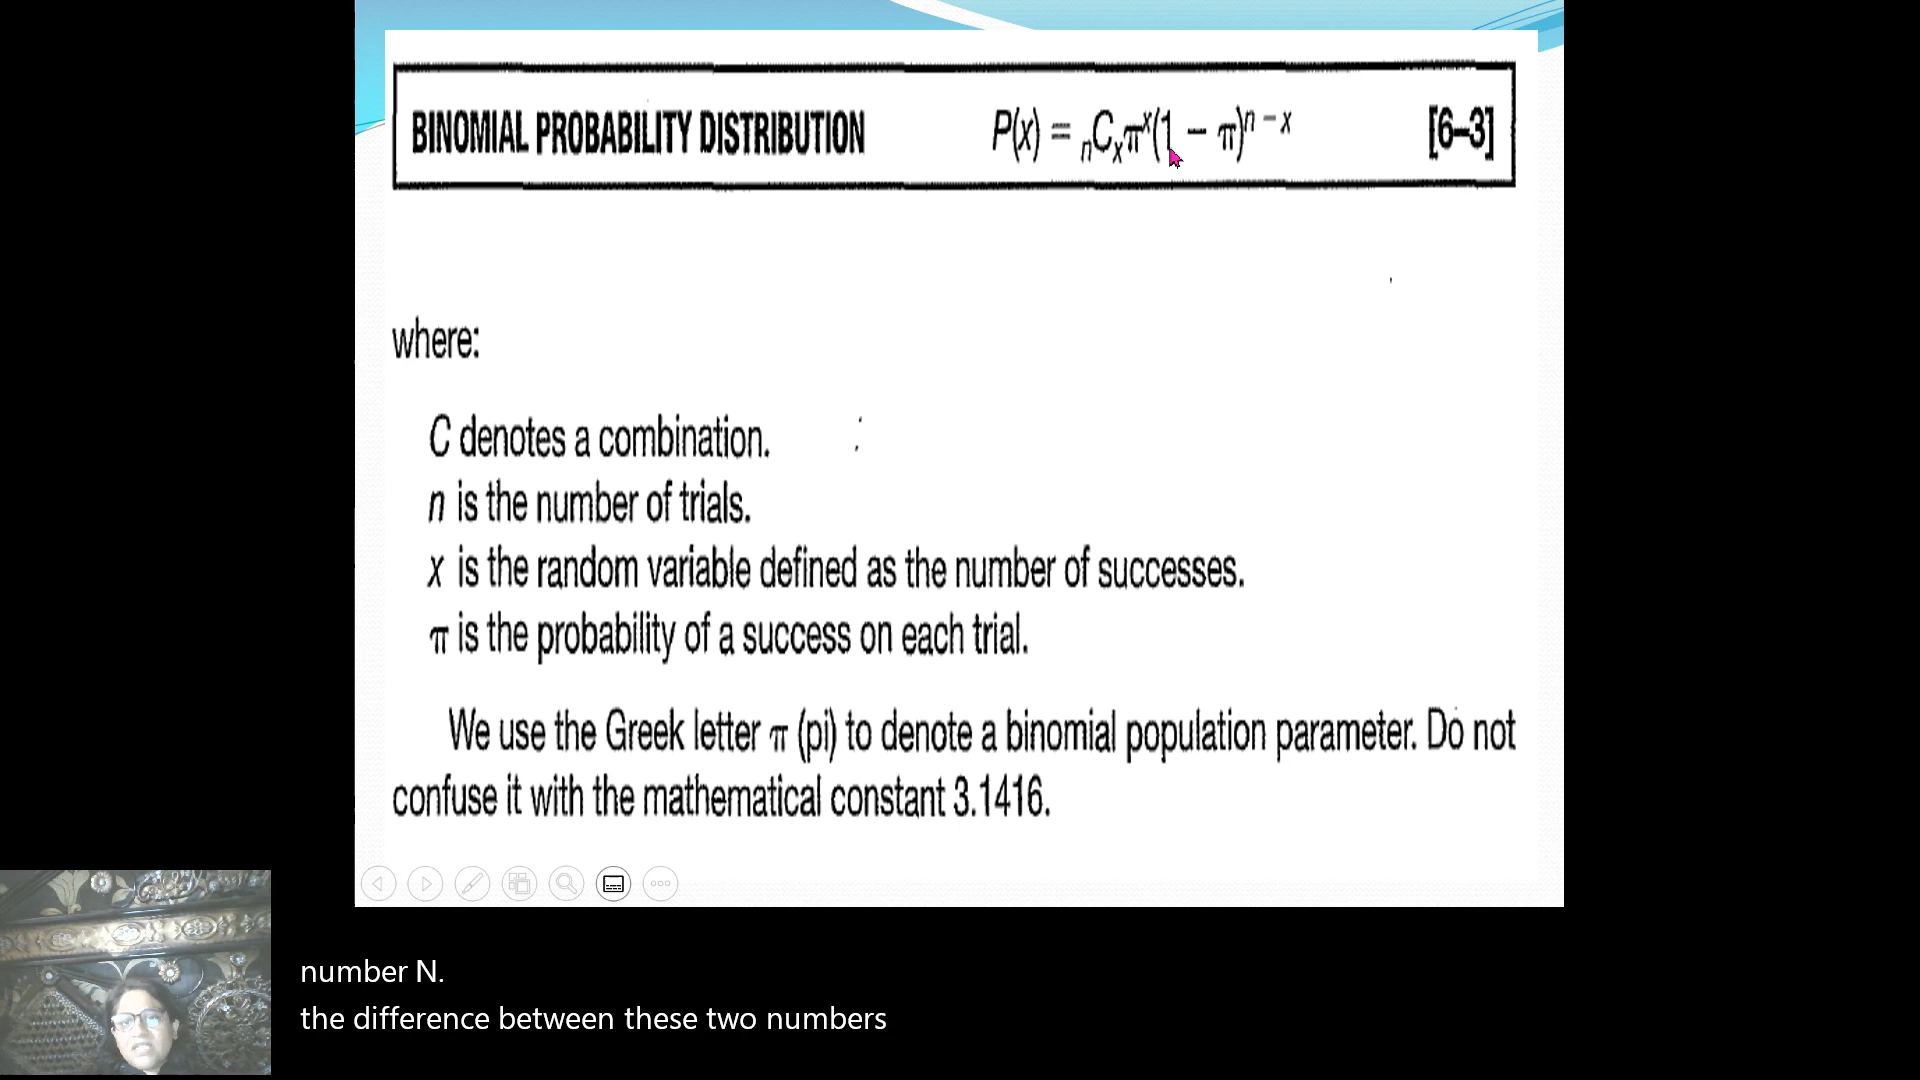 BINOMIAL PROBABILITY DISTRIBUTION P(x) = nCxπˣ(1 − π)ⁿ ⁻ ˣ [6–3]
where:
C denotes a combination.
n is the number of trials.
x is the random variable defined as the number of successes.
π is the probability of a success on each trial.
We use the Greek letter π (pi) to denote a binomial population parameter. Do not
confuse it with the mathematical constant 3.1416.
number N.
the difference between these two numbers